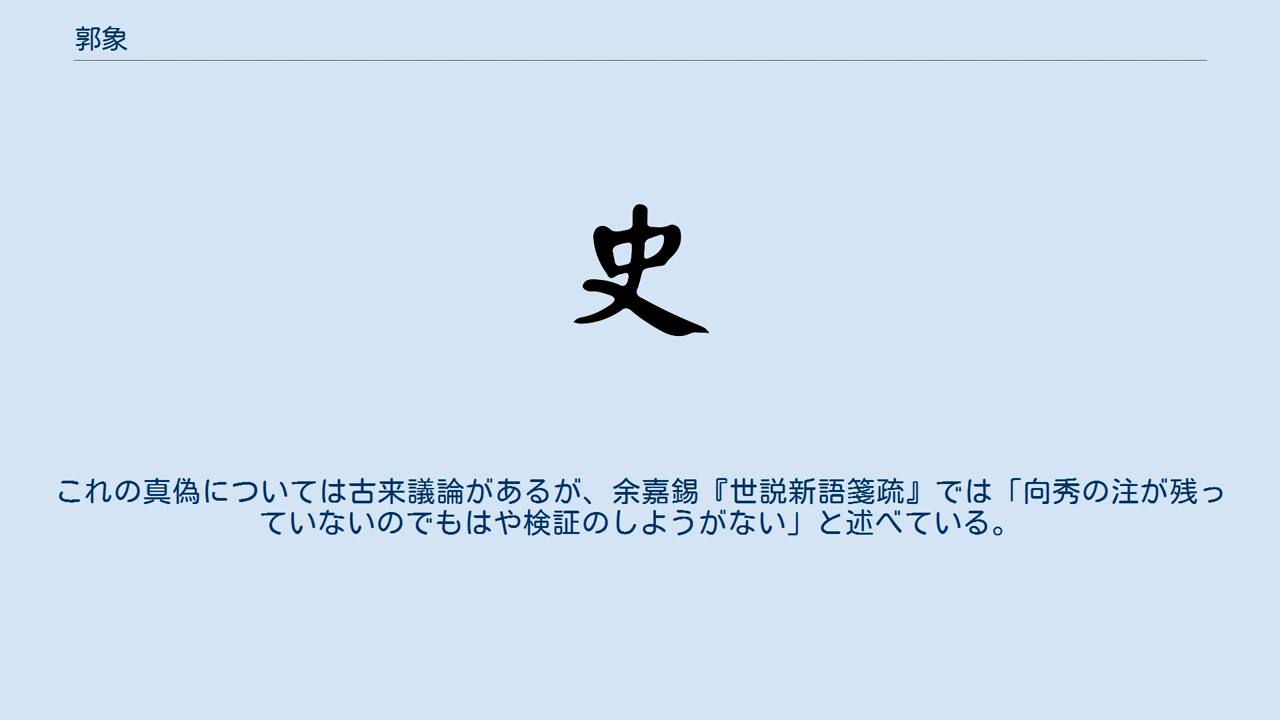 郭象
史
これの真偽については古来議論があるが、余嘉錫『世説新語箋疏』では「向秀の注が残っ
ていないのでもはや検証のしようがない」と述べている。